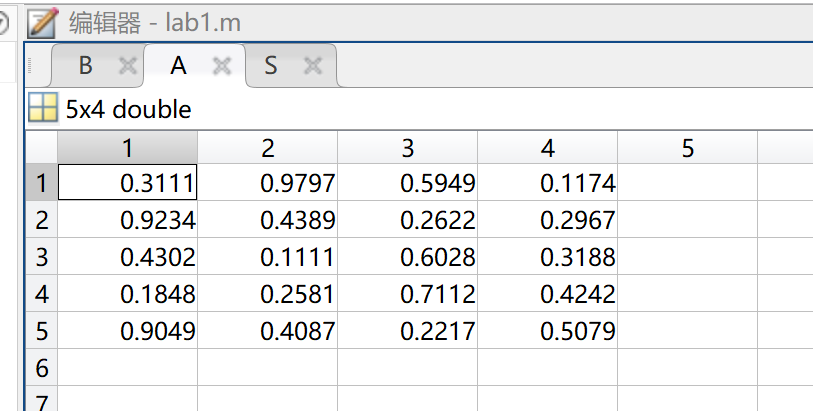 编辑器 - lab1.m
B A S
5x4 double
1 2 3 4 5
1 0.3111 0.9797 0.5949 0.1174
2 0.9234 0.4389 0.2622 0.2967
3 0.4302 0.1111 0.6028 0.3188
4 0.1848 0.2581 0.7112 0.4242
5 0.9049 0.4087 0.2217 0.5079
6
7